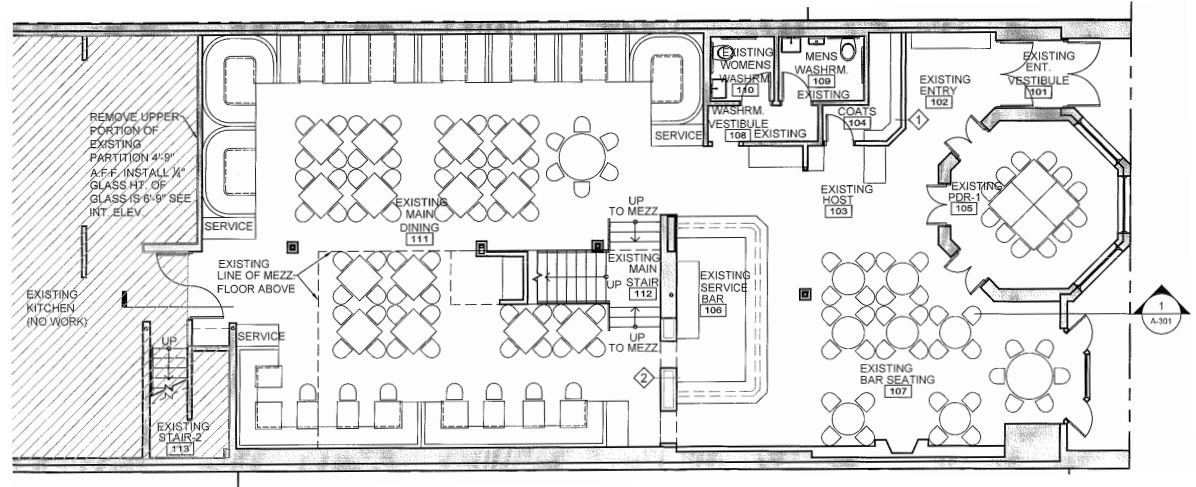 REMOVE UPPER
PORTION OF
EXISTING
PARTITION 4'-9"
A.F.F. INSTALL ¼"
GLASS HT. OF
GLASS IS 6'-9" SEE
INT. ELEV.
EXISTING
KITCHEN
(NO WORK)
UP
EXISTING
STAIR-2
113
SERVICE
SERVICE
SERVICE
EXISTING
LINE OF MEZZ.
FLOOR ABOVE
EXISTING
MAIN
DINING
111
UP
TO MEZZ
EXISTING
MAIN
STAIR
112
UP
UP
TO MEZZ
2
EXISTING
SERVICE
BAR
106
EXISTING
WOMENS
WASHRM.
110
MENS
WASHRM.
109
EXISTING
WASHRM.
VESTIBULE
108
EXISTING
COATS
104
1
EXISTING
ENTRY
102
EXISTING
ENT.
VESTIBULE
101
EXISTING
HOST
103
EXISTING
PDR-1
105
EXISTING
BAR SEATING
107
1
A-301